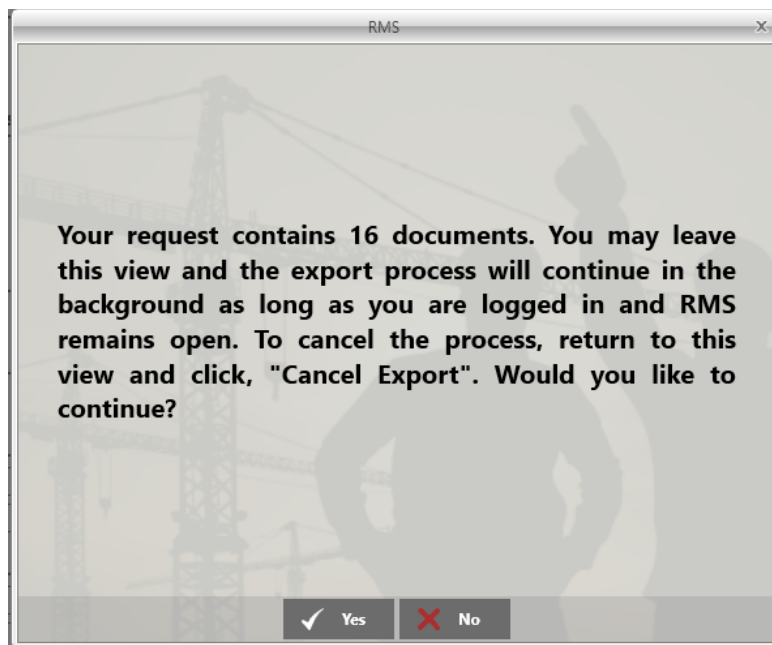 RMS
Your request contains 16 documents. You may leave
this view and the export process will continue in the
background as long as you are logged in and RMS
remains open. To cancel the process, return to this
view and click, "Cancel Export". Would you like to
continue?
Yes
No